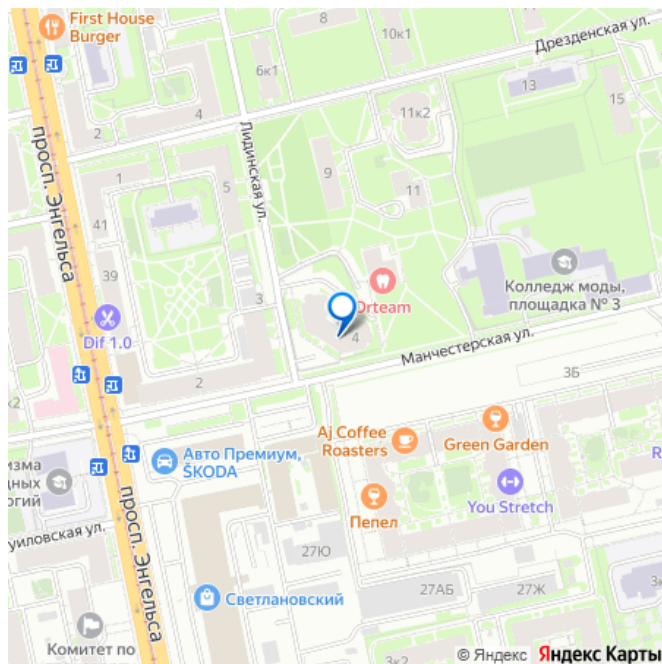 First House
Burger
8
10к1
Дрезденская ул.
6к1
13
15
11к2
4
2
просп. Энгельса
Лидинская ул.
1
5
9
11
41
39
Колледж моды,
площадка № 3
Orteam
3
Dif 1.0
4
Манчестерская ул.
2
3Б
к2
Aj Coffee
Roasters
Green Garden
Авто Премиум,
ŠKODA
You Stretch
Пепел
просп. Энгельса
27Ю
27АБ
27Ж
Светлановский
Комитет по
3к2
© Яндекс Яндекс Карты